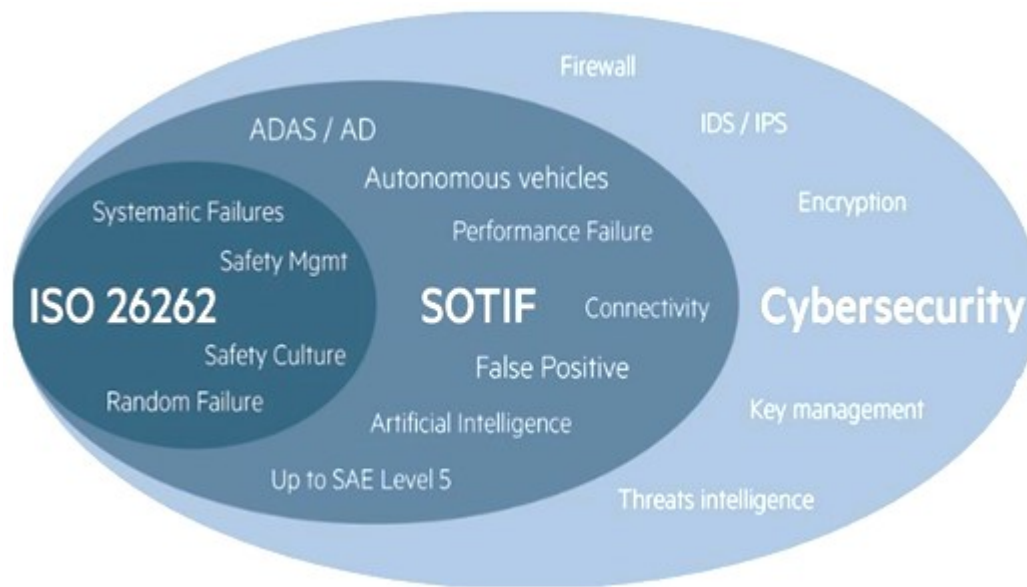 Firewall
ADAS / AD
IDS / IPS
Autonomous vehicles
Systematic Failures
Encryption
Performance Failure
Safety Mgmt
ISO 26262
SOTIF
Connectivity
Cybersecurity
Safety Culture
False Positive
Random Failure
Artificial Intelligence
Key management
Up to SAE Level 5
Threats intelligence